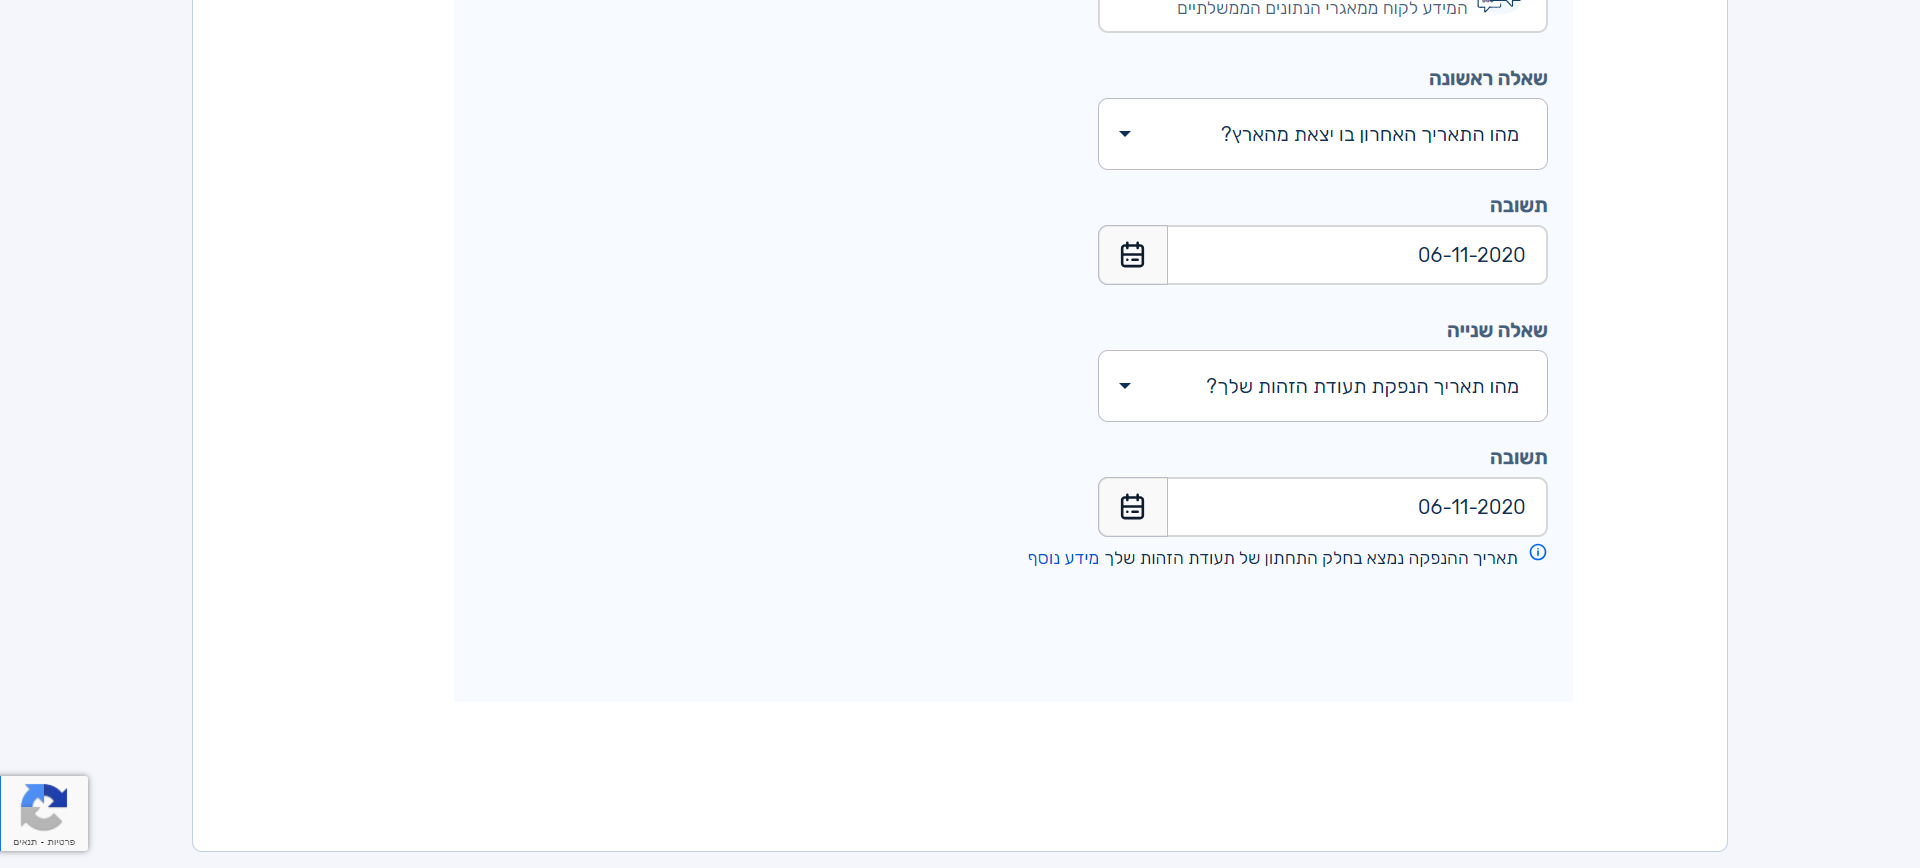 המידע לקוח ממאגרי הנתונים הממשלתיים
שאלה ראשונה
מהו התאריך האחרון בו יצאת מהארץ?
תשובה
06-11-2020
שאלה שנייה
מהו תאריך הנפקת תעודת הזהות שלך?
תשובה
06-11-2020
תאריך ההנפקה נמצא בחלק התחתון של תעודת הזהות שלך מידע נוסף
פרטיות - תנאים